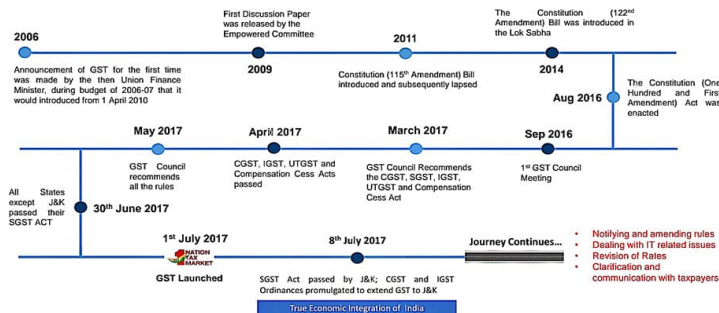 2006
Announcement of GST for the first time
was made by the then Union Finance
Minister, during budget of 2006-07 that it
would introduced from 1 April 2010
First Discussion Paper
was released by the
Empowered Committee
2009
2011
Constitution (115th Amendment) Bill
introduced and subsequently lapsed
The Constitution (122nd
Amendment) Bill was introduced in
the Lok Sabha
2014
Aug 2016
The Constitution (One
Hundred and First
Amendment) Act was
enacted
Sep 2016
1st GST Council
Meeting
March 2017
GST Council Recommends
the CGST, SGST, IGST,
UTGST and Compensation
Cess Act
April 2017
CGST, IGST, UTGST and
Compensation Cess Acts
passed
May 2017
GST Council
recommends
all the rules
All States
except J&K
passed their
SGST ACT
30th June 2017
1st July 2017
NATION
TAX
MARKET
GST Launched
8th July 2017
SGST Act passed by J&K; CGST and IGST
Ordinances promulgated to extend GST to J&K
Journey Continues...
• Notifying and amending rules
• Dealing with IT related issues
• Revision of Rates
• Clarification and
communication with taxpayers
True Economic Integration of India